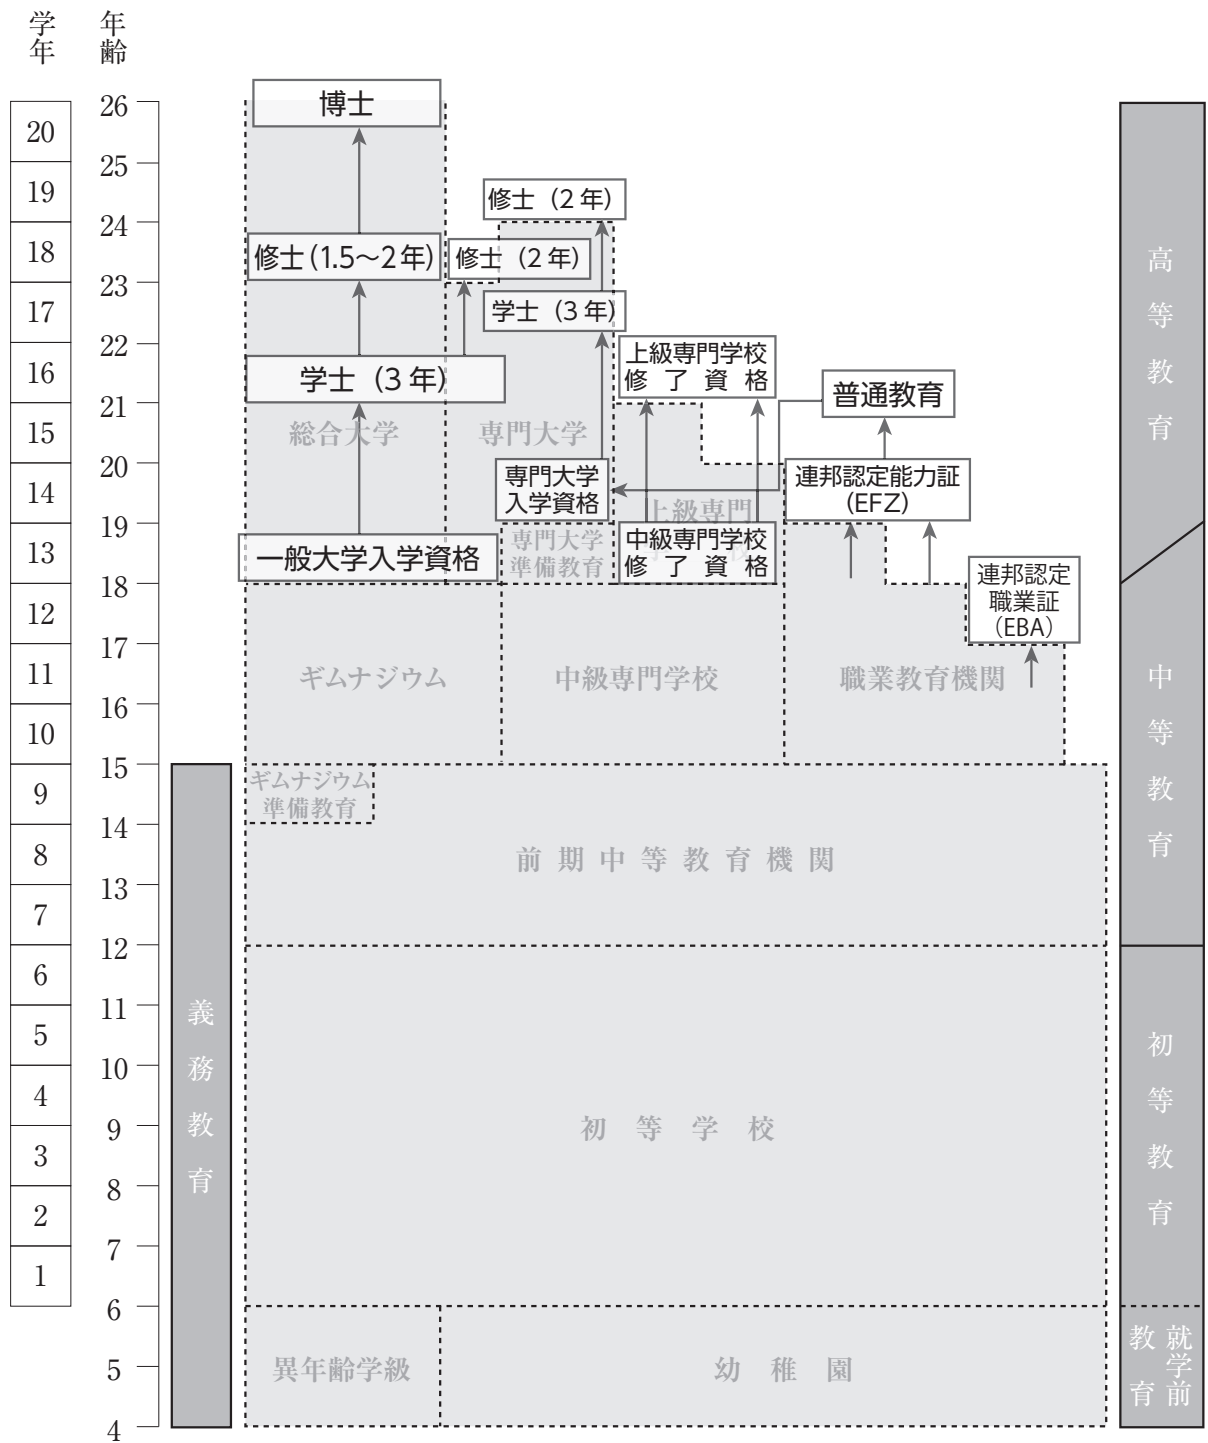 学年
年齢
26
博士
20
25
19
修士（2年）
24
18
修士（1.5～2年）
修士（2年）
高等教育
23
17
学士（3年）
22
上級専門学校
修了資格
16
学士（3年）
普通教育
21
15
総合大学
専門大学
20
専門大学
入学資格
連邦認定能力証
（EFZ）
14
上級専門
19
13
一般大学入学資格
専門大学
準備教育
中級専門学校
修了資格
連邦認定
職業証
（EBA）
18
12
17
11
ギムナジウム
中級専門学校
職業教育機関
中等教育
16
10
15
9
ギムナジウム
準備教育
14
8
前期中等教育機関
13
7
12
6
11
義務教育
5
初等教育
10
4
9
初等学校
3
8
2
7
1
6
就学前
教育
5
異年齢学級
幼稚園
4